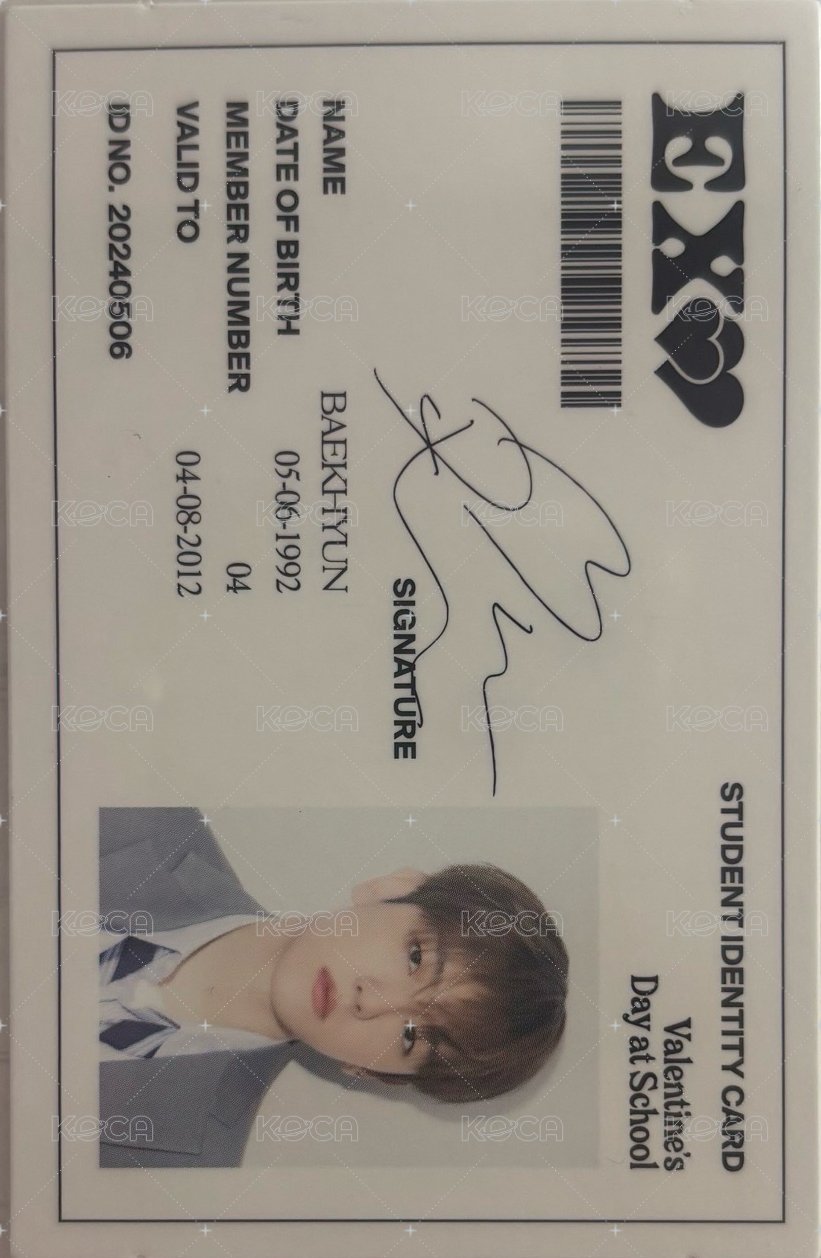 EXO
STUDENT IDENTITY CARD
Valentine's
Day at School
SIGNATURE
NAME BAEKHYUN
DATE OF BIRTH 05-06-1992
MEMBER NUMBER 04
VALID TO 04-08-2012
ID NO. 20240506
KOCA